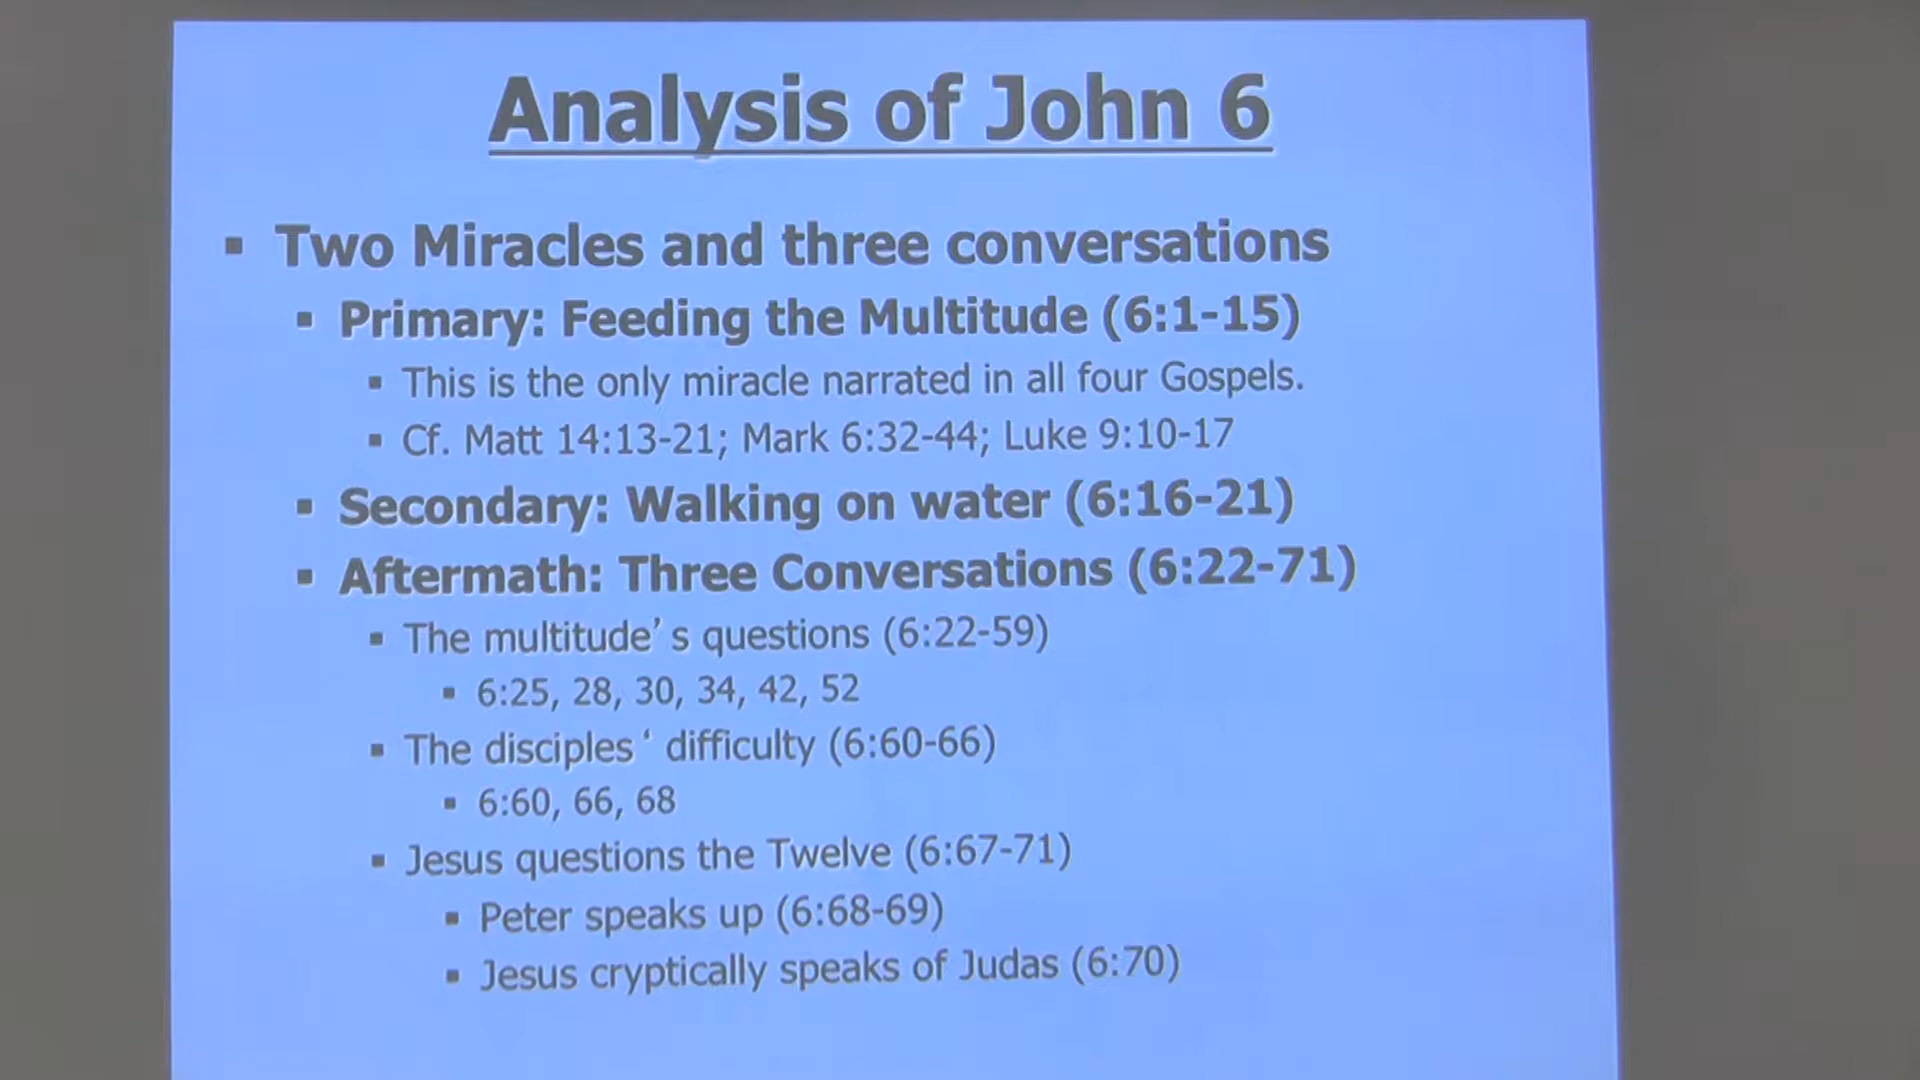 Analysis of John 6
▪ Two Miracles and three conversations
▪ Primary: Feeding the Multitude (6:1-15)
▪ This is the only miracle narrated in all four Gospels.
▪ Cf. Matt 14:13-21; Mark 6:32-44; Luke 9:10-17
▪ Secondary: Walking on water (6:16-21)
▪ Aftermath: Three Conversations (6:22-71)
▪ The multitude’s questions (6:22-59)
▪ 6:25, 28, 30, 34, 42, 52
▪ The disciples‘ difficulty (6:60-66)
▪ 6:60, 66, 68
▪ Jesus questions the Twelve (6:67-71)
▪ Peter speaks up (6:68-69)
▪ Jesus cryptically speaks of Judas (6:70)